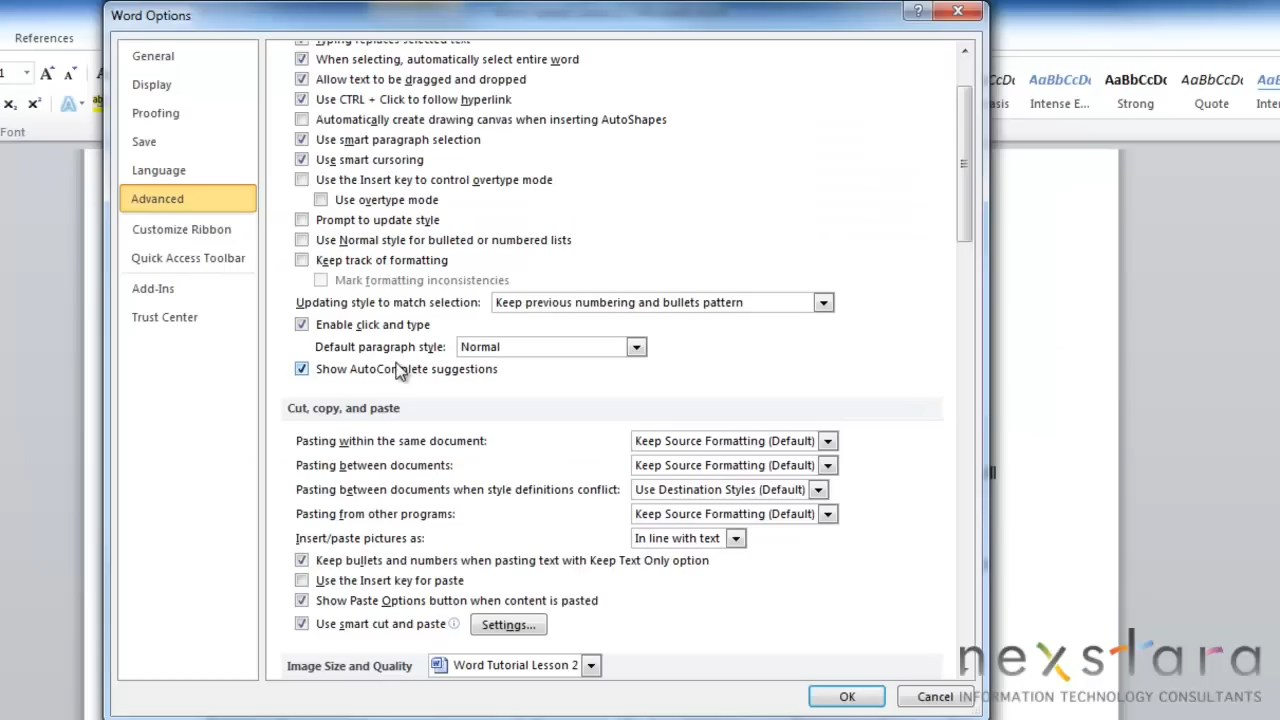 Word Options
References
General
Display
Proofing
Save
Language
Advanced
Customize Ribbon
Quick Access Toolbar
Add-Ins
Trust Center
Typing replaces selected text
When selecting, automatically select entire word
Allow text to be dragged and dropped
Use CTRL + Click to follow hyperlink
Automatically create drawing canvas when inserting AutoShapes
Use smart paragraph selection
Use smart cursoring
Use the Insert key to control overtype mode
Use overtype mode
Prompt to update style
Use Normal style for bulleted or numbered lists
Keep track of formatting
Mark formatting inconsistencies
Updating style to match selection: Keep previous numbering and bullets pattern
Enable click and type
Default paragraph style: Normal
Show AutoComplete suggestions
Cut, copy, and paste
Pasting within the same document: Keep Source Formatting (Default)
Pasting between documents: Keep Source Formatting (Default)
Pasting between documents when style definitions conflict: Use Destination Styles (Default)
Pasting from other programs: Keep Source Formatting (Default)
Insert/paste pictures as: In line with text
Keep bullets and numbers when pasting text with Keep Text Only option
Use the Insert key for paste
Show Paste Options button when content is pasted
Use smart cut and paste Settings...
Image Size and Quality Word Tutorial Lesson 2
OK Cancel
Font
AaBbCcDc AaBbCcDc AaBbCcDc
Intense E... Strong Quote
nexstara
INFORMATION TECHNOLOGY CONSULTANTS